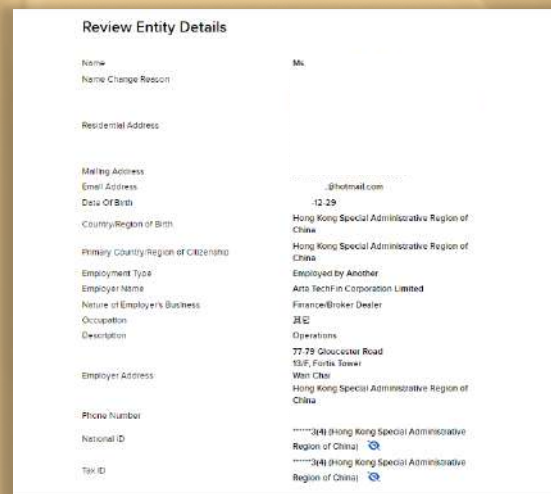 Review Entity Details
Name Ms.
Name Change Reason
Residential Address
Mailing Address
Email Address .@hotmail.com
Date Of Birth -12-29
Country/Region of Birth Hong Kong Special Administrative Region of
China
Primary Country/Region of Citizenship Hong Kong Special Administrative Region of
China
Employment Type Employed by Another
Employer Name Arta TechFin Corporation Limited
Nature of Employer's Business Finance/Broker Dealer
Occupation 其它
Description Operations
77-79 Gloucester Road
13/F, Fortis Tower
Employer Address Wan Chai
Hong Kong Special Administrative Region of
China
Phone Number
National ID ******3(4) (Hong Kong Special Administrative
Region of China)
Tax ID ******3(4) (Hong Kong Special Administrative
Region of China)